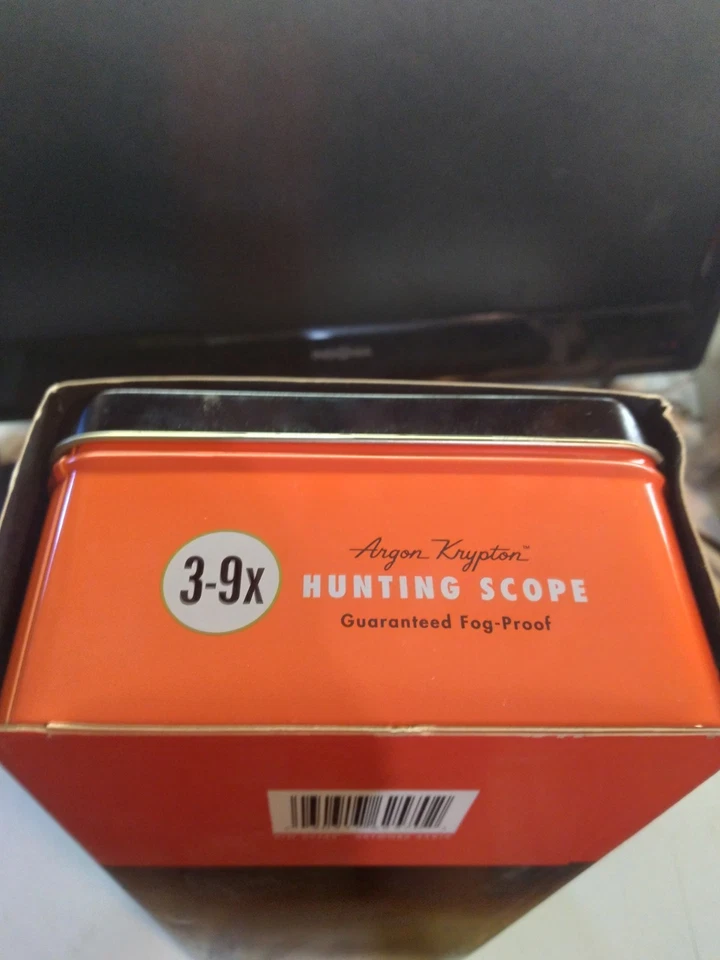 3-9x
Argon Krypton™
HUNTING SCOPE
Guaranteed Fog-Proof